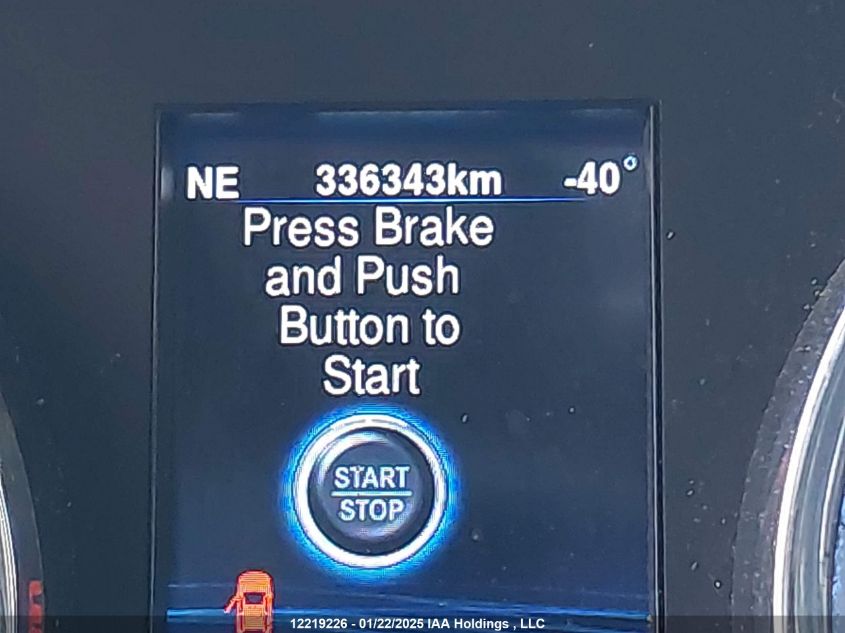 NE 336343km -40°
Press Brake
and Push
Button to
Start
START
STOP
12219226 - 01/22/2025 IAA Holdings , LLC